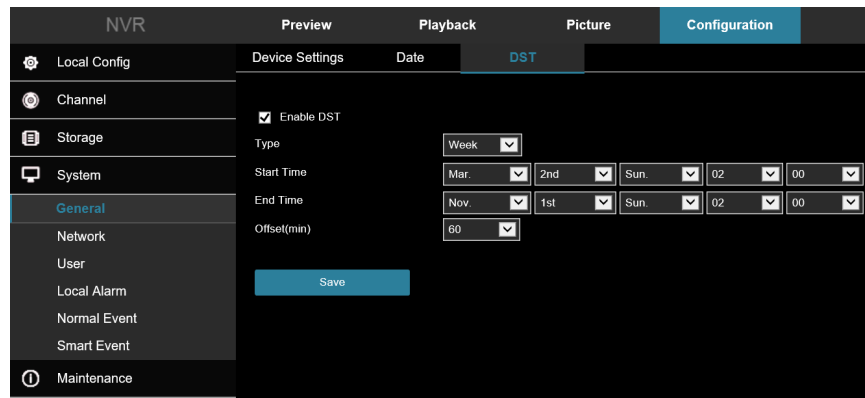 NVR Preview Playback Picture Configuration
Local Config
Channel
Storage
System
General
Network
User
Local Alarm
Normal Event
Smart Event
Maintenance
Device Settings Date DST
Enable DST
Type Week
Start Time Mar. 2nd Sun. 02 00
End Time Nov. 1st Sun. 02 00
Offset(min) 60
Save